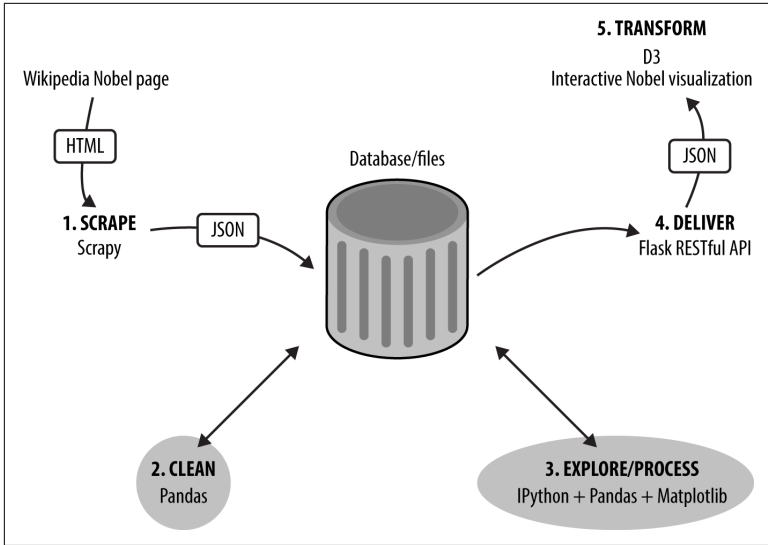 Wikipedia Nobel page
HTML
1. SCRAPE
Scrapy
JSON
Database/files
5. TRANSFORM
D3
Interactive Nobel visualization
JSON
4. DELIVER
Flask RESTful API
2. CLEAN
Pandas
3. EXPLORE/PROCESS
IPython + Pandas + Matplotlib